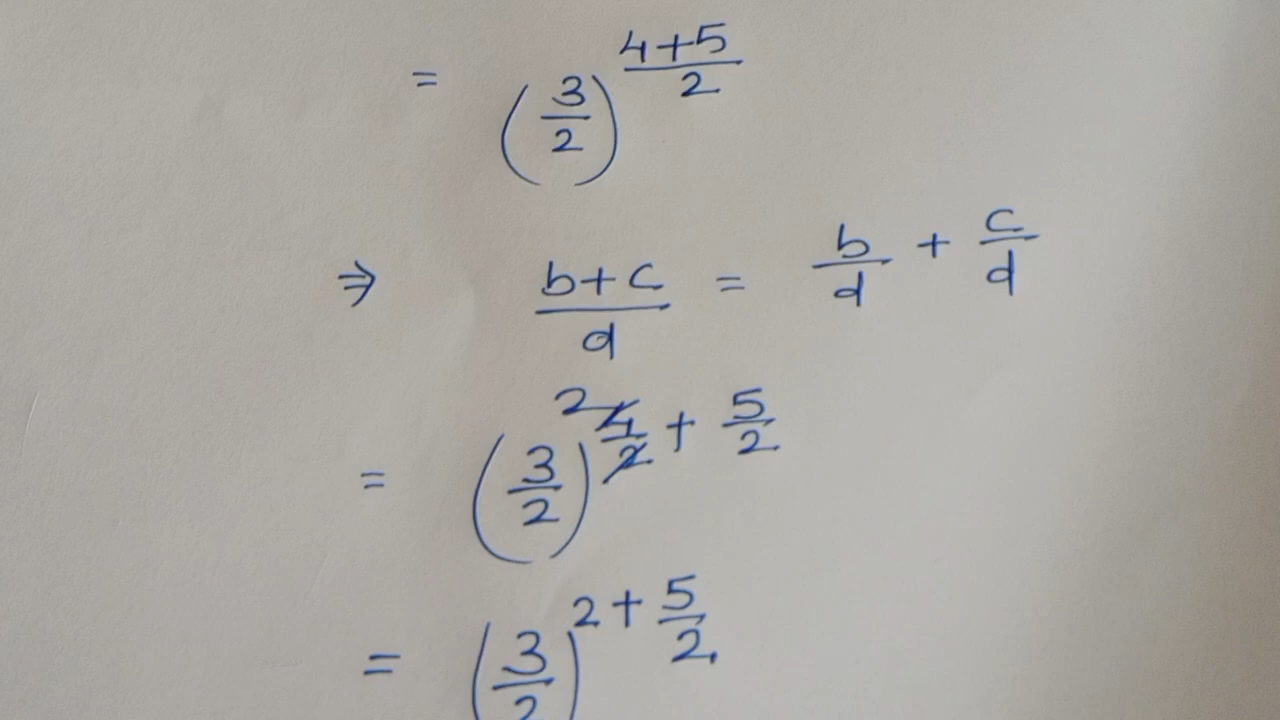 = (3/2)^((4+5)/2)
⇒ (b+c)/d = b/d + c/d
= (3/2)^(2 4/2 + 5/2)
= (3/2)^(2 + 5/2)